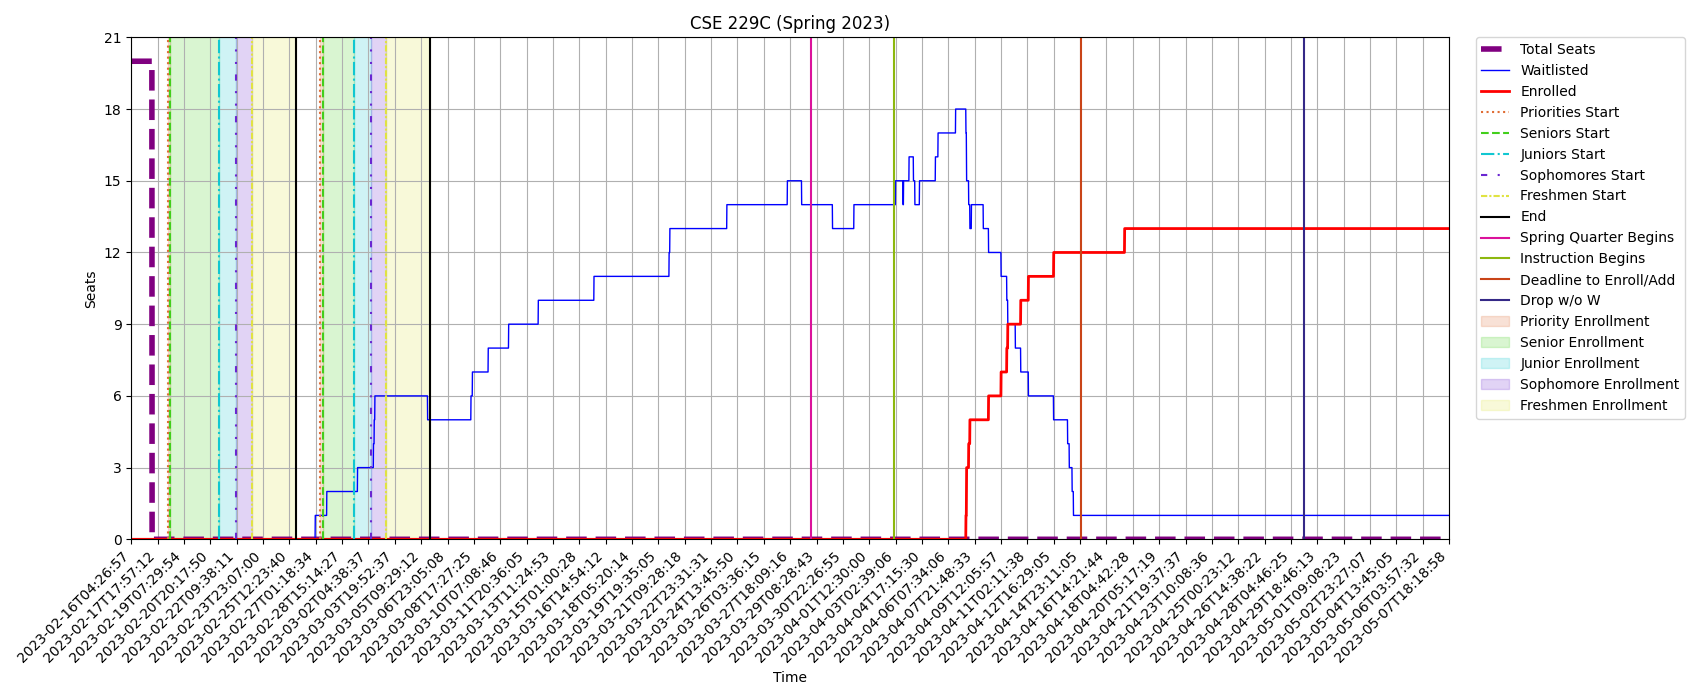 CSE 229C (Spring 2023)
21
18
15
12
9
6
3
0
Seats
2023-02-16T04:26:57
2023-02-17T17:57:12
2023-02-19T07:29:54
2023-02-20T20:17:50
2023-02-22T09:38:11
2023-02-23T23:07:00
2023-02-25T12:23:40
2023-02-27T01:18:34
2023-02-28T15:14:27
2023-03-02T04:38:37
2023-03-03T19:52:37
2023-03-05T09:29:12
2023-03-06T23:05:08
2023-03-08T17:27:25
2023-03-10T07:08:46
2023-03-11T20:36:05
2023-03-13T11:24:53
2023-03-15T01:00:28
2023-03-16T14:54:12
2023-03-18T05:20:14
2023-03-19T19:35:05
2023-03-21T09:28:18
2023-03-22T23:31:31
2023-03-24T13:45:50
2023-03-26T03:36:15
2023-03-27T18:09:16
2023-03-29T08:28:43
2023-03-30T22:26:55
2023-04-01T12:30:00
2023-04-03T02:39:06
2023-04-04T17:15:30
2023-04-06T07:34:06
2023-04-07T21:48:33
2023-04-09T12:05:57
2023-04-11T02:11:38
2023-04-12T16:29:05
2023-04-14T23:11:05
2023-04-16T14:21:44
2023-04-18T04:42:28
2023-04-20T05:17:19
2023-04-21T19:37:37
2023-04-23T10:08:36
2023-04-25T00:23:12
2023-04-26T14:38:22
2023-04-28T04:46:25
2023-04-29T18:46:13
2023-05-01T09:08:23
2023-05-02T23:27:07
2023-05-04T13:45:05
2023-05-06T03:57:32
2023-05-07T18:18:58
Time
Total Seats
Waitlisted
Enrolled
Priorities Start
Seniors Start
Juniors Start
Sophomores Start
Freshmen Start
End
Spring Quarter Begins
Instruction Begins
Deadline to Enroll/Add
Drop w/o W
Priority Enrollment
Senior Enrollment
Junior Enrollment
Sophomore Enrollment
Freshmen Enrollment